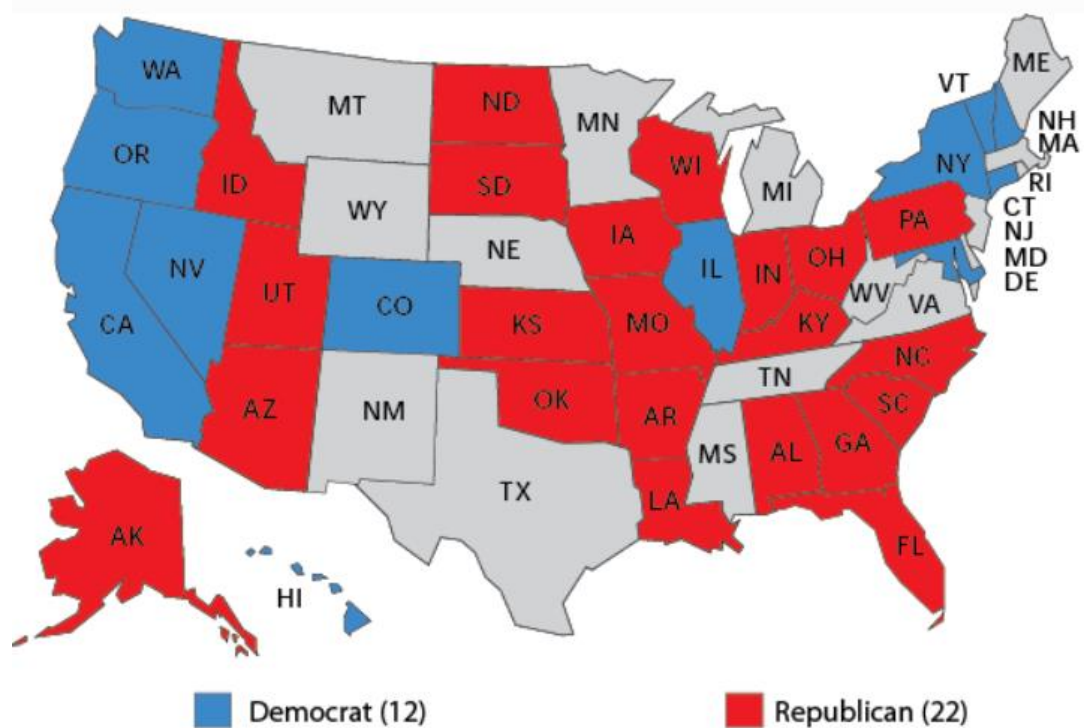 WA
MT
ND
MN
ME
VT
NH
MA
OR
ID
SD
WI
NY
RI
MI
WY
IA
PA
CT
NJ
MD
DE
NE
NV
UT
CO
IL
IN
OH
WV
VA
CA
KS
MO
KY
NC
TN
AZ
NM
OK
AR
SC
MS
AL
GA
TX
LA
AK
FL
HI
Democrat (12)
Republican (22)